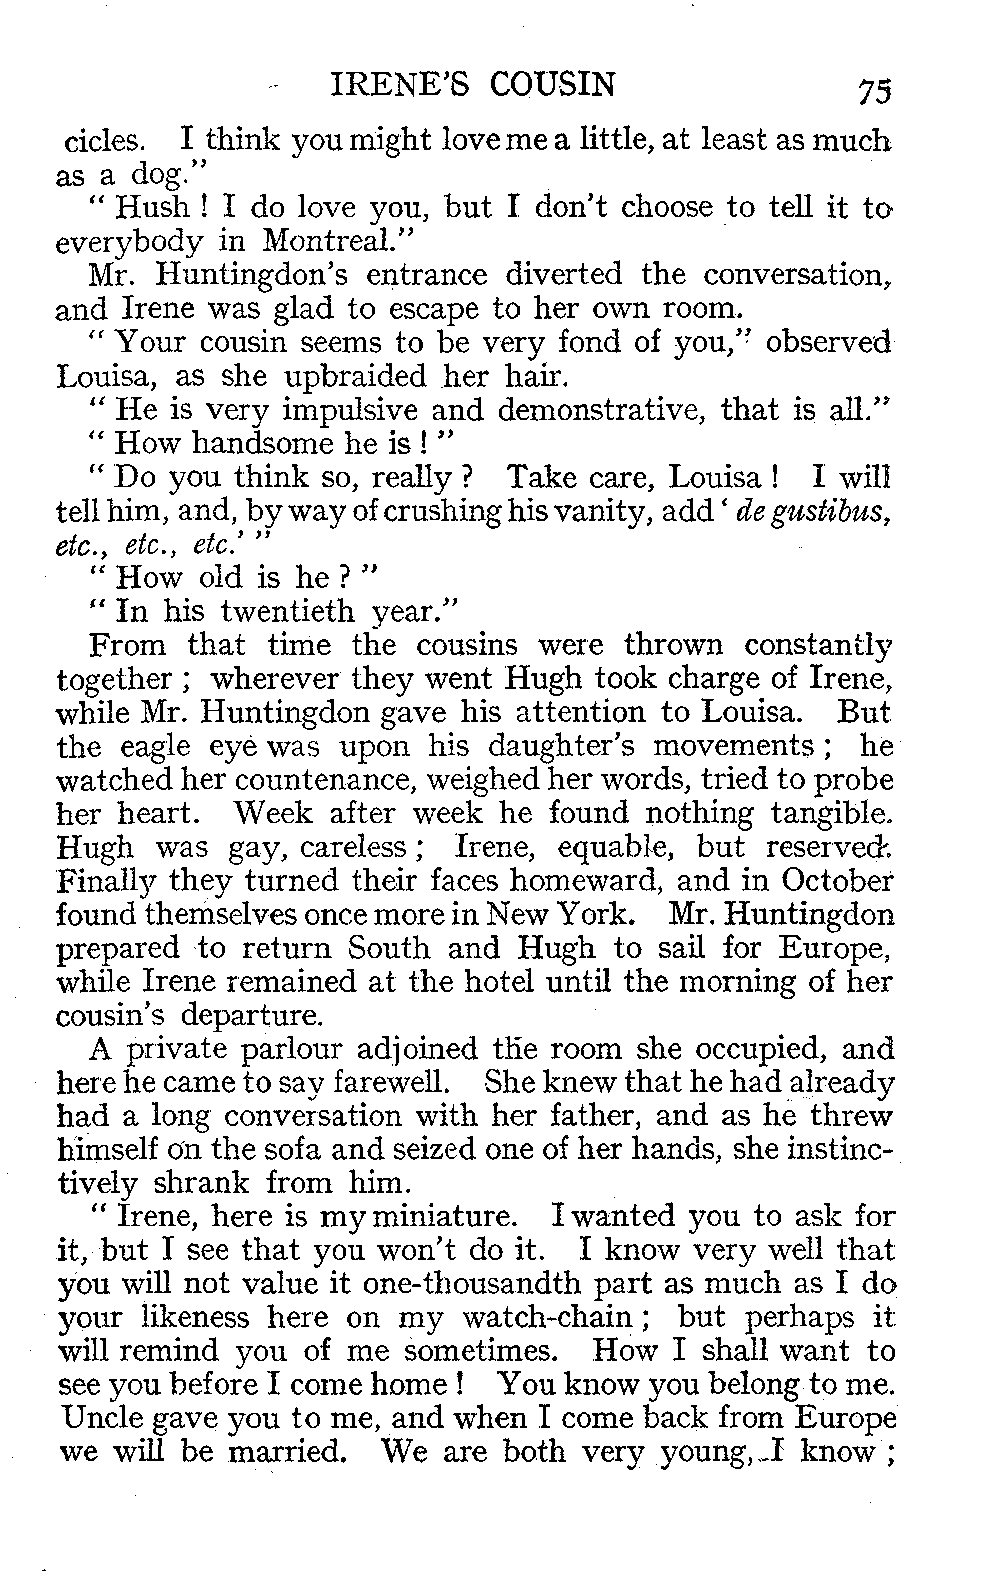 IRENE'S COUSIN 75
cicles. I think you might love me a little, at least as much
as a dog."
" Hush ! I do love you, but I don't choose to tell it to
everybody in Montreal."
Mr. Huntingdon's entrance diverted the conversation,
and Irene was glad to escape to her own room.
" Your cousin seems to be very fond of you," observed
Louisa, as she upbraided her hair.
" He is very impulsive and demonstrative, that is all."
" How handsome he is ! "
" Do you think so, really ? Take care, Louisa ! I will
tell him, and, by way of crushing his vanity, add ' de gustibus,
etc., etc., etc.' "
" How old is he ? "
" In his twentieth year."
From that time the cousins were thrown constantly
together ; wherever they went Hugh took charge of Irene,
while Mr. Huntingdon gave his attention to Louisa. But
the eagle eye was upon his daughter's movements ; he
watched her countenance, weighed her words, tried to probe
her heart. Week after week he found nothing tangible.
Hugh was gay, careless ; Irene, equable, but reserved.
Finally they turned their faces homeward, and in October
found themselves once more in New York. Mr. Huntingdon
prepared to return South and Hugh to sail for Europe,
while Irene remained at the hotel until the morning of her
cousin's departure.
A private parlour adjoined the room she occupied, and
here he came to say farewell. She knew that he had already
had a long conversation with her father, and as he threw
himself on the sofa and seized one of her hands, she instinc-
tively shrank from him.
" Irene, here is my miniature. I wanted you to ask for
it, but I see that you won't do it. I know very well that
you will not value it one-thousandth part as much as I do
your likeness here on my watch-chain ; but perhaps it
will remind you of me sometimes. How I shall want to
see you before I come home ! You know you belong to me.
Uncle gave you to me, and when I come back from Europe
we will be married. We are both very young, I know ;